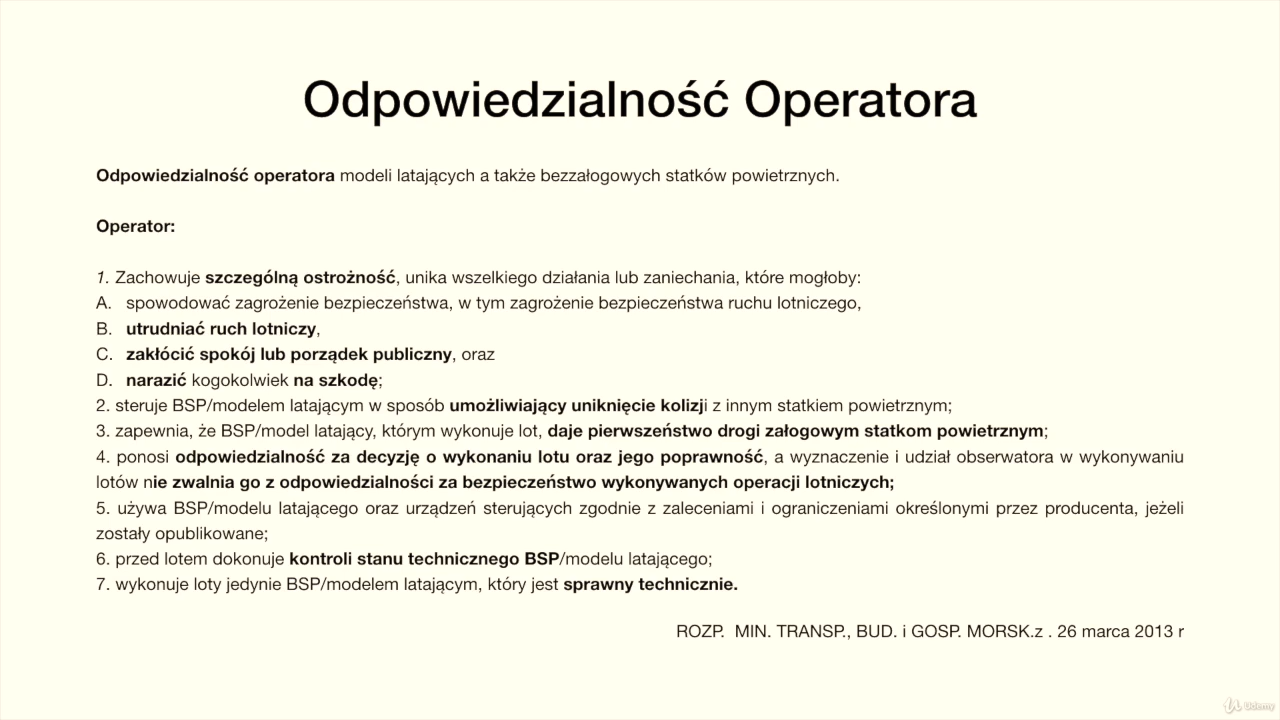 Odpowiedzialność Operatora
Odpowiedzialność operatora modeli latających a także bezzałogowych statków powietrznych.
Operator:
1. Zachowuje szczególną ostrożność, unika wszelkiego działania lub zaniechania, które mogłoby:
A. spowodować zagrożenie bezpieczeństwa, w tym zagrożenie bezpieczeństwa ruchu lotniczego,
B. utrudniać ruch lotniczy,
C. zakłócić spokój lub porządek publiczny, oraz
D. narazić kogokolwiek na szkodę;
2. steruje BSP/modelem latającym w sposób umożliwiający uniknięcie kolizji z innym statkiem powietrznym;
3. zapewnia, że BSP/model latający, którym wykonuje lot, daje pierwszeństwo drogi załogowym statkom powietrznym;
4. ponosi odpowiedzialność za decyzję o wykonaniu lotu oraz jego poprawność, a wyznaczenie i udział obserwatora w wykonywaniu
lotów nie zwalnia go z odpowiedzialności za bezpieczeństwo wykonywanych operacji lotniczych;
5. używa BSP/modelu latającego oraz urządzeń sterujących zgodnie z zaleceniami i ograniczeniami określonymi przez producenta, jeżeli
zostały opublikowane;
6. przed lotem dokonuje kontroli stanu technicznego BSP/modelu latającego;
7. wykonuje loty jedynie BSP/modelem latającym, który jest sprawny technicznie.
ROZP. MIN. TRANSP., BUD. i GOSP. MORSK.z . 26 marca 2013 r
Udemy